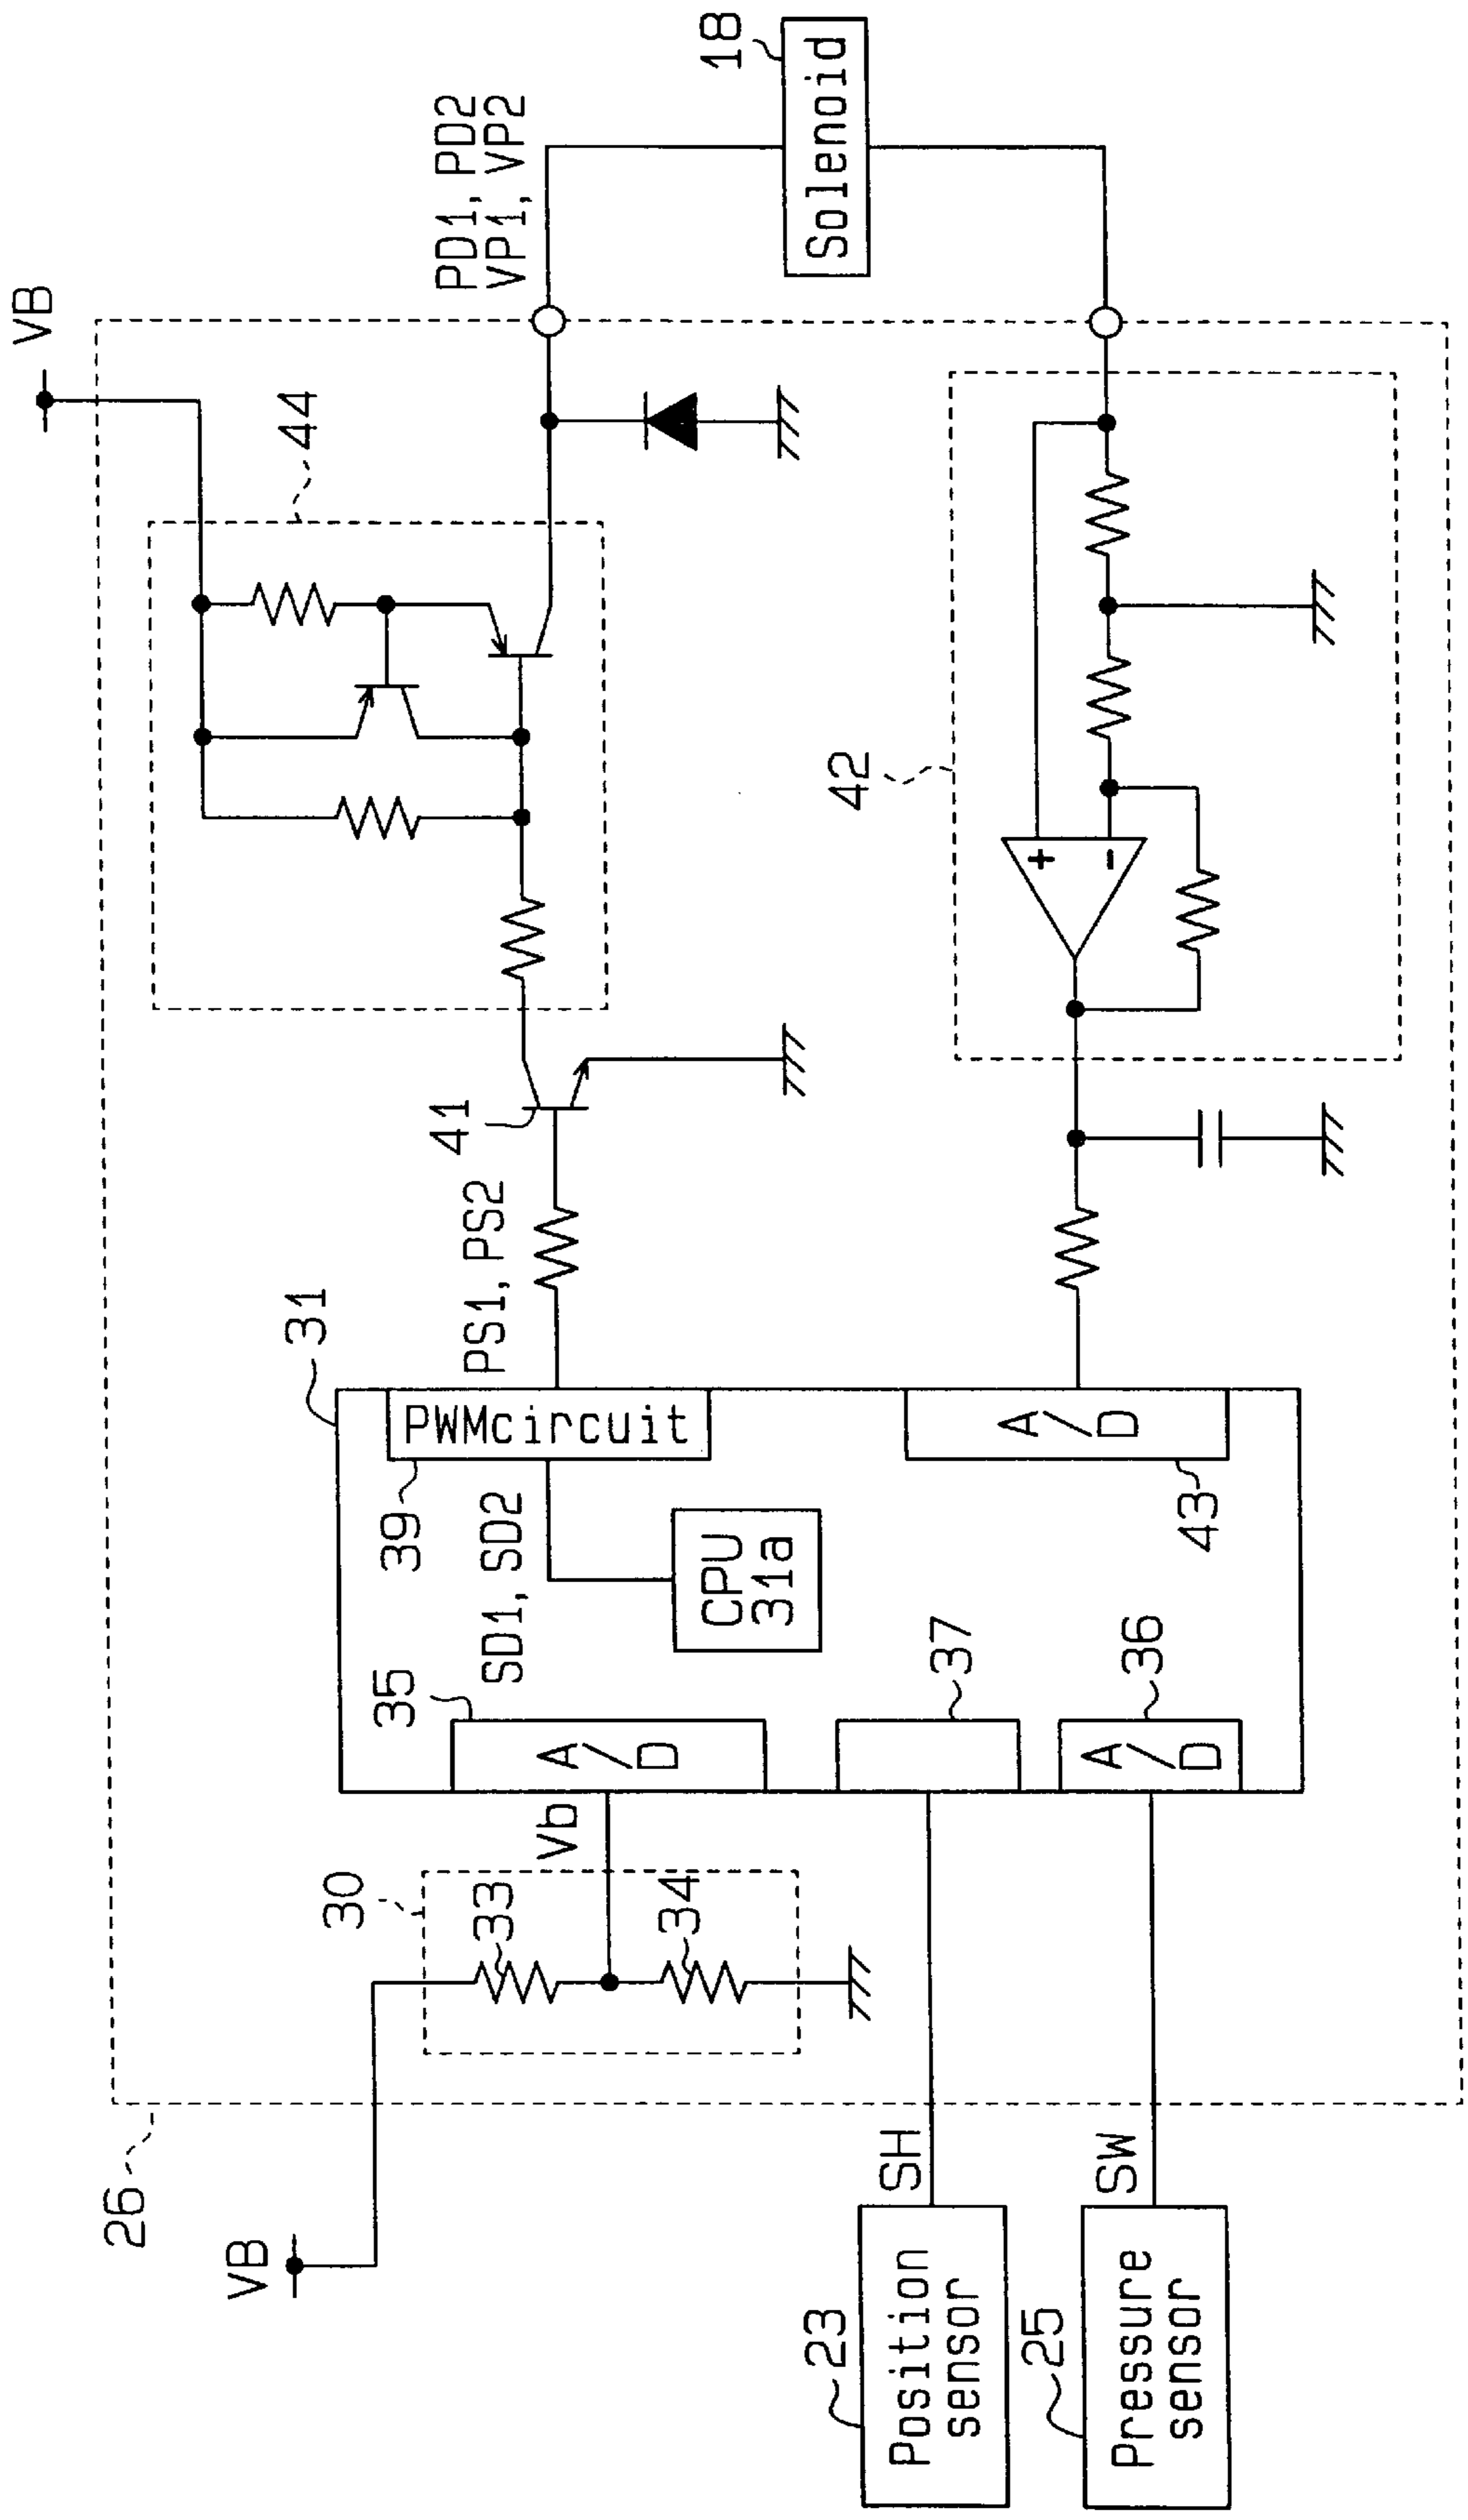 26
VB
30
33
34
Vb
35
A/D
SD1, SD2
39
PWMcircuit
31
CPU
31a
37
36
A/D
43
A/D
PS1, PS2
41
44
VB
PD1, PD2
VP1, VP2
18
Solenoid
42
+
-
23
Position
sensor
SH
25
Pressure
sensor
SW